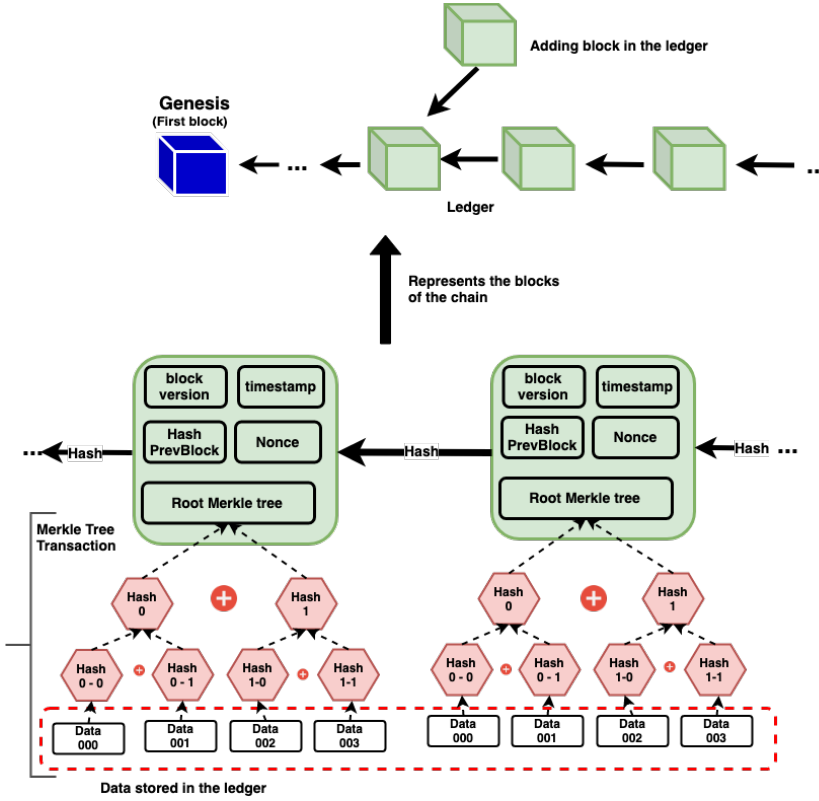 Adding block in the ledger
Genesis
(First block)
...
...
Ledger
Represents the blocks
of the chain
block
version
timestamp
Hash
PrevBlock
Nonce
Root Merkle tree
block
version
timestamp
Hash
PrevBlock
Nonce
Root Merkle tree
...
Hash
Hash
Hash
...
Merkle Tree
Transaction
Hash
0
+
Hash
1
Hash
0
+
Hash
1
Hash
0 - 0
+
Hash
0 - 1
Hash
1-0
+
Hash
1-1
Hash
0 - 0
+
Hash
0 - 1
Hash
1-0
+
Hash
1-1
Data
000
Data
001
Data
002
Data
003
Data
000
Data
001
Data
002
Data
003
Data stored in the ledger